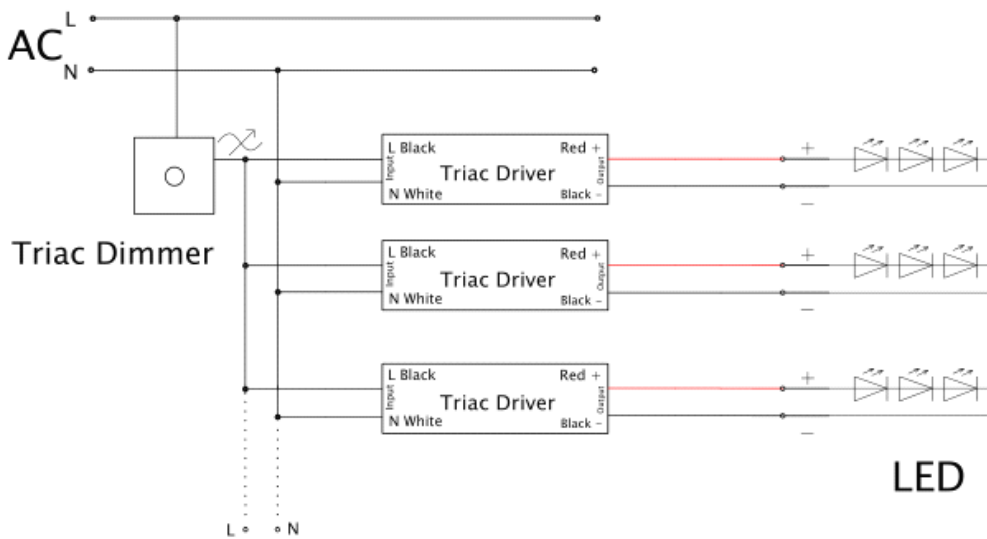 L
AC
N
L Black
Red +
Input
Triac Driver
Output
N White
Black -
Triac Dimmer
L Black
Red +
Input
Triac Driver
Output
N White
Black -
L Black
Red +
Input
Triac Driver
Output
N White
Black -
+
−
+
−
+
−
LED
L
N